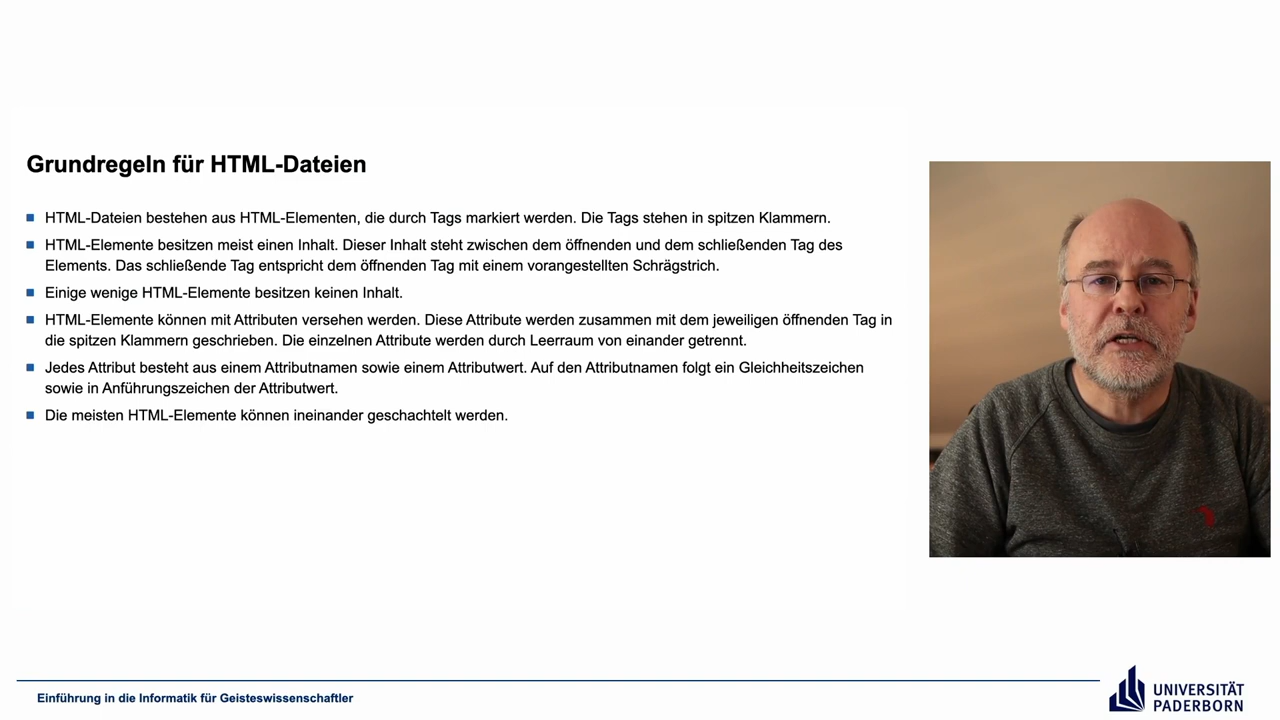 Grundregeln für HTML-Dateien
HTML-Dateien bestehen aus HTML-Elementen, die durch Tags markiert werden. Die Tags stehen in spitzen Klammern.
HTML-Elemente besitzen meist einen Inhalt. Dieser Inhalt steht zwischen dem öffnenden und dem schließenden Tag des
Elements. Das schließende Tag entspricht dem öffnenden Tag mit einem vorangestellten Schrägstrich.
Einige wenige HTML-Elemente besitzen keinen Inhalt.
HTML-Elemente können mit Attributen versehen werden. Diese Attribute werden zusammen mit dem jeweiligen öffnenden Tag in
die spitzen Klammern geschrieben. Die einzelnen Attribute werden durch Leerraum von einander getrennt.
Jedes Attribut besteht aus einem Attributnamen sowie einem Attributwert. Auf den Attributnamen folgt ein Gleichheitszeichen
sowie in Anführungszeichen der Attributwert.
Die meisten HTML-Elemente können ineinander geschachtelt werden.
Einführung in die Informatik für Geisteswissenschaftler
UNIVERSITÄT
PADERBORN